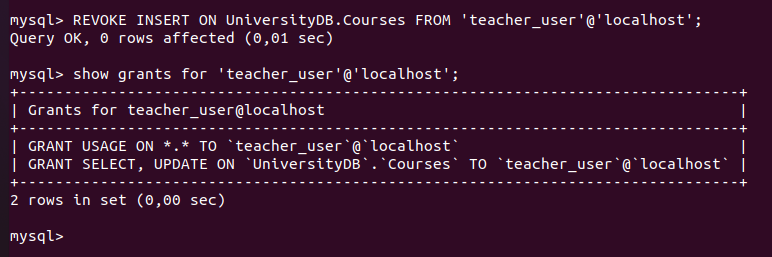 mysql> REVOKE INSERT ON UniversityDB.Courses FROM 'teacher_user'@'localhost';
Query OK, 0 rows affected (0,01 sec)
mysql> show grants for 'teacher_user'@'localhost';
+--------------------------------------------------------------------------------+
| Grants for teacher_user@localhost                                              |
+--------------------------------------------------------------------------------+
| GRANT USAGE ON *.* TO `teacher_user`@`localhost`                               |
| GRANT SELECT, UPDATE ON `UniversityDB`.`Courses` TO `teacher_user`@`localhost` |
+--------------------------------------------------------------------------------+
2 rows in set (0,00 sec)
mysql>